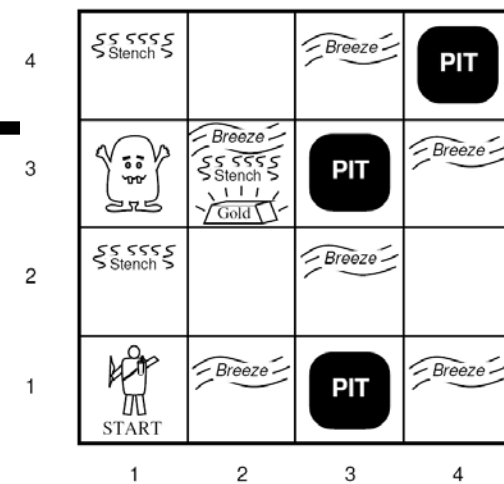 4
Stench
Breeze
PIT
3
Breeze
Stench
Gold
PIT
Breeze
2
Stench
Breeze
1
START
Breeze
PIT
Breeze
1 2 3 4